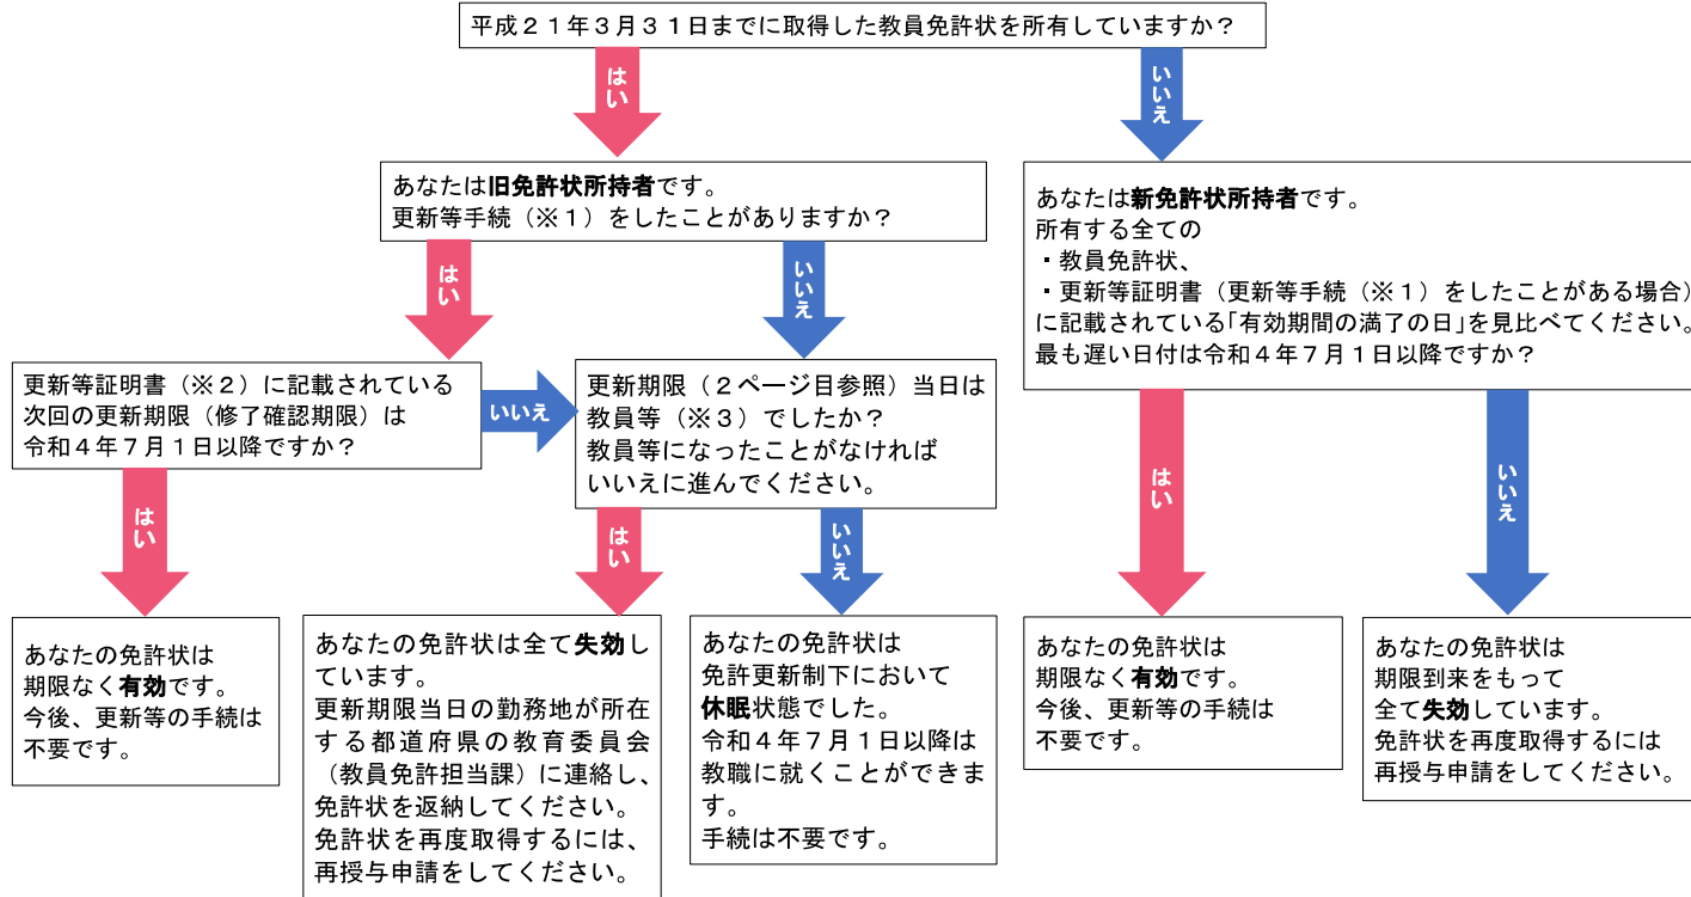 平成２１年３月３１日までに取得した教員免許状を所有していますか？
はい
いいえ
あなたは旧免許状所持者です。
更新等手続（※１）をしたことがありますか？
あなたは新免許状所持者です。
所有する全ての
・教員免許状、
・更新等証明書（更新等手続（※１）をしたことがある場合）
に記載されている「有効期間の満了の日」を見比べてください。
最も遅い日付は令和４年７月１日以降ですか？
はい
いいえ
更新等証明書（※２）に記載されている
次回の更新期限（修了確認期限）は
令和４年７月１日以降ですか？
いいえ
更新期限（２ページ目参照）当日は
教員等（※３）でしたか？
教員等になったことがなければ
いいえに進んでください。
はい
はい
いいえ
はい
いいえ
あなたの免許状は
期限なく有効です。
今後、更新等の手続は
不要です。
あなたの免許状は全て失効し
ています。
更新期限当日の勤務地が所在
する都道府県の教育委員会
（教員免許担当課）に連絡し、
免許状を返納してください。
免許状を再度取得するには、
再授与申請をしてください。
あなたの免許状は
免許更新制下において
休眠状態でした。
令和４年７月１日以降は
教職に就くことができま
す。
手続は不要です。
あなたの免許状は
期限なく有効です。
今後、更新等の手続は
不要です。
あなたの免許状は
期限到来をもって
全て失効しています。
免許状を再度取得するには
再授与申請をしてください。